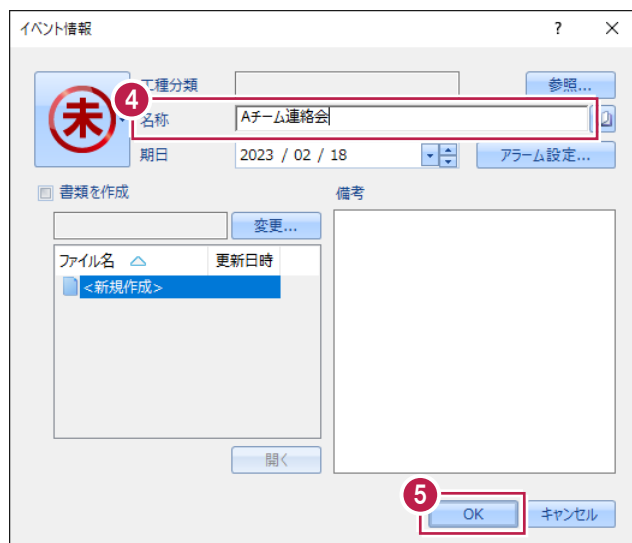 イベント情報 ? ×
未
工種分類 参照...
4
名称 Aチーム連絡会
期日 2023 / 02 / 18 アラーム設定...
書類を作成 備考
変更...
ファイル名 更新日時
<新規作成>
開く
5
OK キャンセル